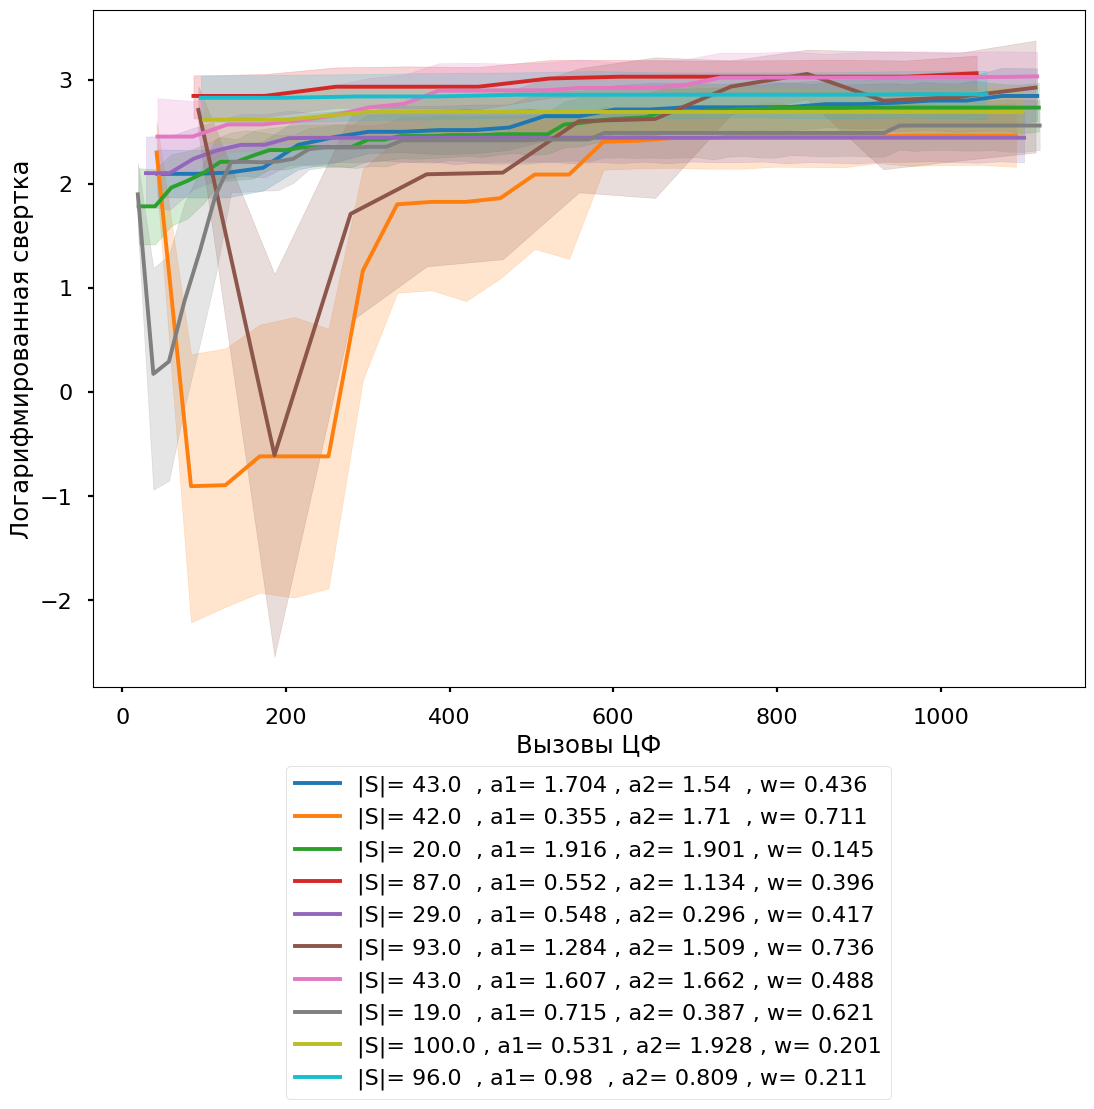 Логарифмированная свертка
3
2
1
0
−1
−2
0 200 400 600 800 1000
Вызовы ЦФ
|S|= 43.0 , a1= 1.704 , a2= 1.54 , w= 0.436
|S|= 42.0 , a1= 0.355 , a2= 1.71 , w= 0.711
|S|= 20.0 , a1= 1.916 , a2= 1.901 , w= 0.145
|S|= 87.0 , a1= 0.552 , a2= 1.134 , w= 0.396
|S|= 29.0 , a1= 0.548 , a2= 0.296 , w= 0.417
|S|= 93.0 , a1= 1.284 , a2= 1.509 , w= 0.736
|S|= 43.0 , a1= 1.607 , a2= 1.662 , w= 0.488
|S|= 19.0 , a1= 0.715 , a2= 0.387 , w= 0.621
|S|= 100.0 , a1= 0.531 , a2= 1.928 , w= 0.201
|S|= 96.0 , a1= 0.98 , a2= 0.809 , w= 0.211